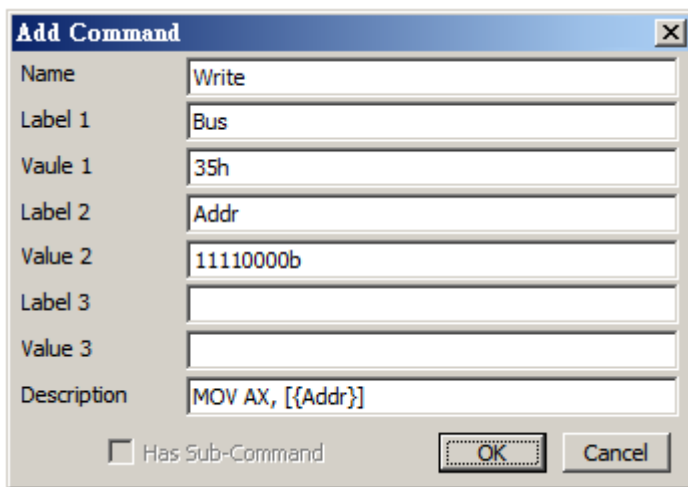 Add Command
Name Write
Label 1 Bus
Vaule 1 35h
Label 2 Addr
Value 2 11110000b
Label 3
Value 3
Description MOV AX, [{Addr}]
Has Sub-Command OK Cancel